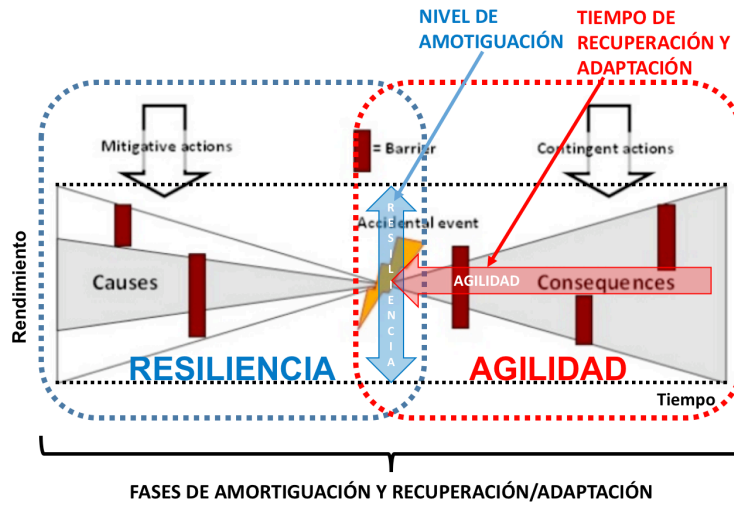 NIVEL DE
AMOTIGUACIÓN
TIEMPO DE
RECUPERACIÓN Y
ADAPTACIÓN
Mitigative actions
= Barrier
Contingent actions
Accidental event
RESILIENCIA
Rendimiento
Causes
AGILIDAD
Consequences
RESILIENCIA
AGILIDAD
Tiempo
FASES DE AMORTIGUACIÓN Y RECUPERACIÓN/ADAPTACIÓN